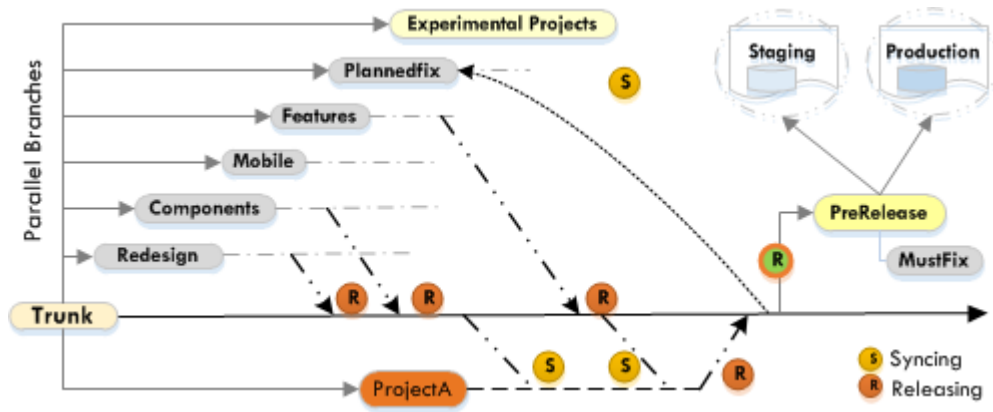 Parallel Branches
Experimental Projects
Plannedfix
S
Features
Mobile
Components
Redesign
Trunk
R
R
R
S
S
R
ProjectA
R
Staging
Production
PreRelease
MustFix
S Syncing
R Releasing